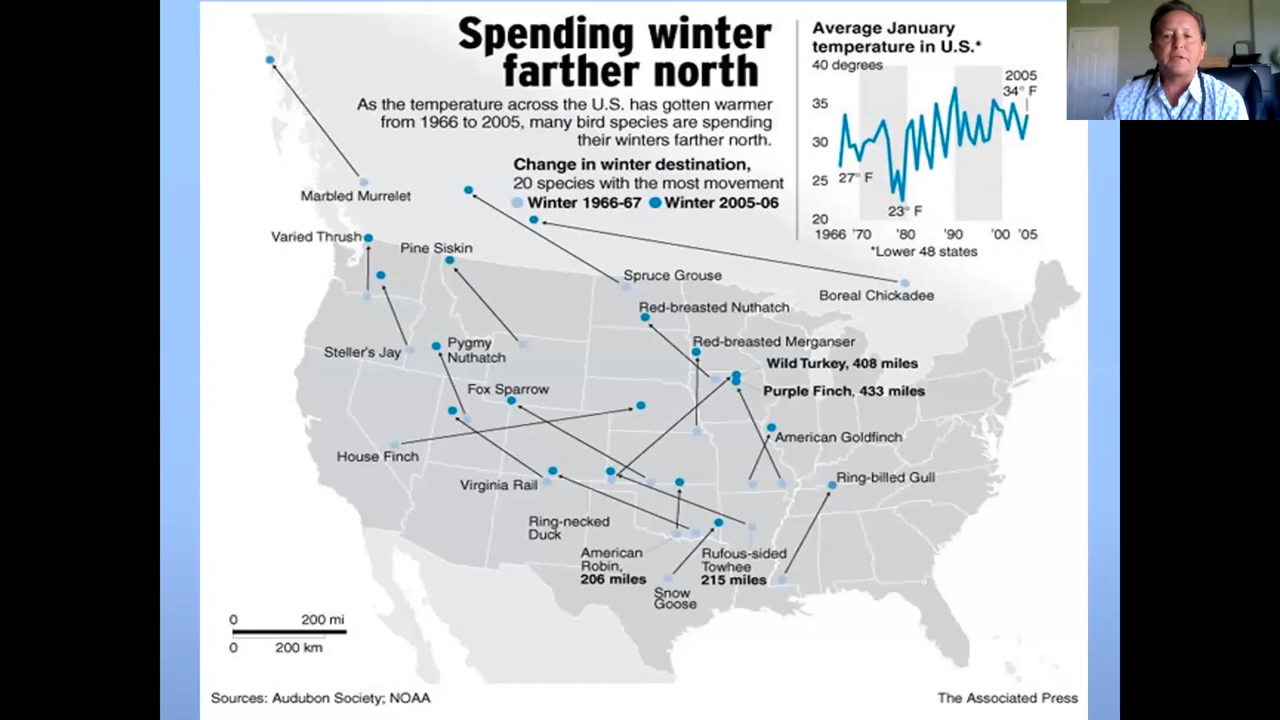 Spending winter
farther north
As the temperature across the U.S. has gotten warmer
from 1966 to 2005, many bird species are spending
their winters farther north.
Change in winter destination,
20 species with the most movement
Winter 1966-67 Winter 2005-06
Average January
temperature in U.S.*
40 degrees
2005
34° F
35
30
25
27° F
20
23° F
1966 '70 '80 '90 '00 '05
*Lower 48 states
Marbled Murrelet
Varied Thrush
Pine Siskin
Spruce Grouse
Boreal Chickadee
Red-breasted Nuthatch
Steller's Jay
Pygmy
Nuthatch
Red-breasted Merganser
Wild Turkey, 408 miles
Fox Sparrow
Purple Finch, 433 miles
House Finch
American Goldfinch
Virginia Rail
Ring-billed Gull
Ring-necked
Duck
American
Robin,
206 miles
Rufous-sided
Towhee
215 miles
Snow
Goose
0 200 mi
0 200 km
Sources: Audubon Society; NOAA
The Associated Press